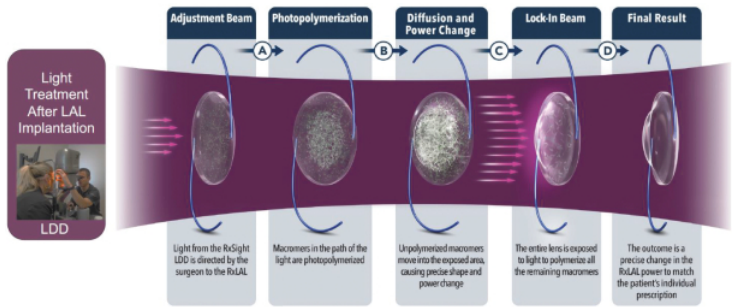 Light
Treatment
After LAL
Implantation
LDD
Adjustment Beam
A
Photopolymerization
B
Diffusion and
Power Change
C
Lock-In Beam
D
Final Result
Light from the RxSight
LDD is directed by the
surgeon to the RxLAL
Macromers in the path of the
light are photopolymerized
Unpolymerized macromers
move into the exposed area,
causing precise shape and
power change
The entire lens is exposed
to light to polymerize all
the remaining macromers
The outcome is a
precise change in the
RxLAL power to match
the patient's individual
prescription